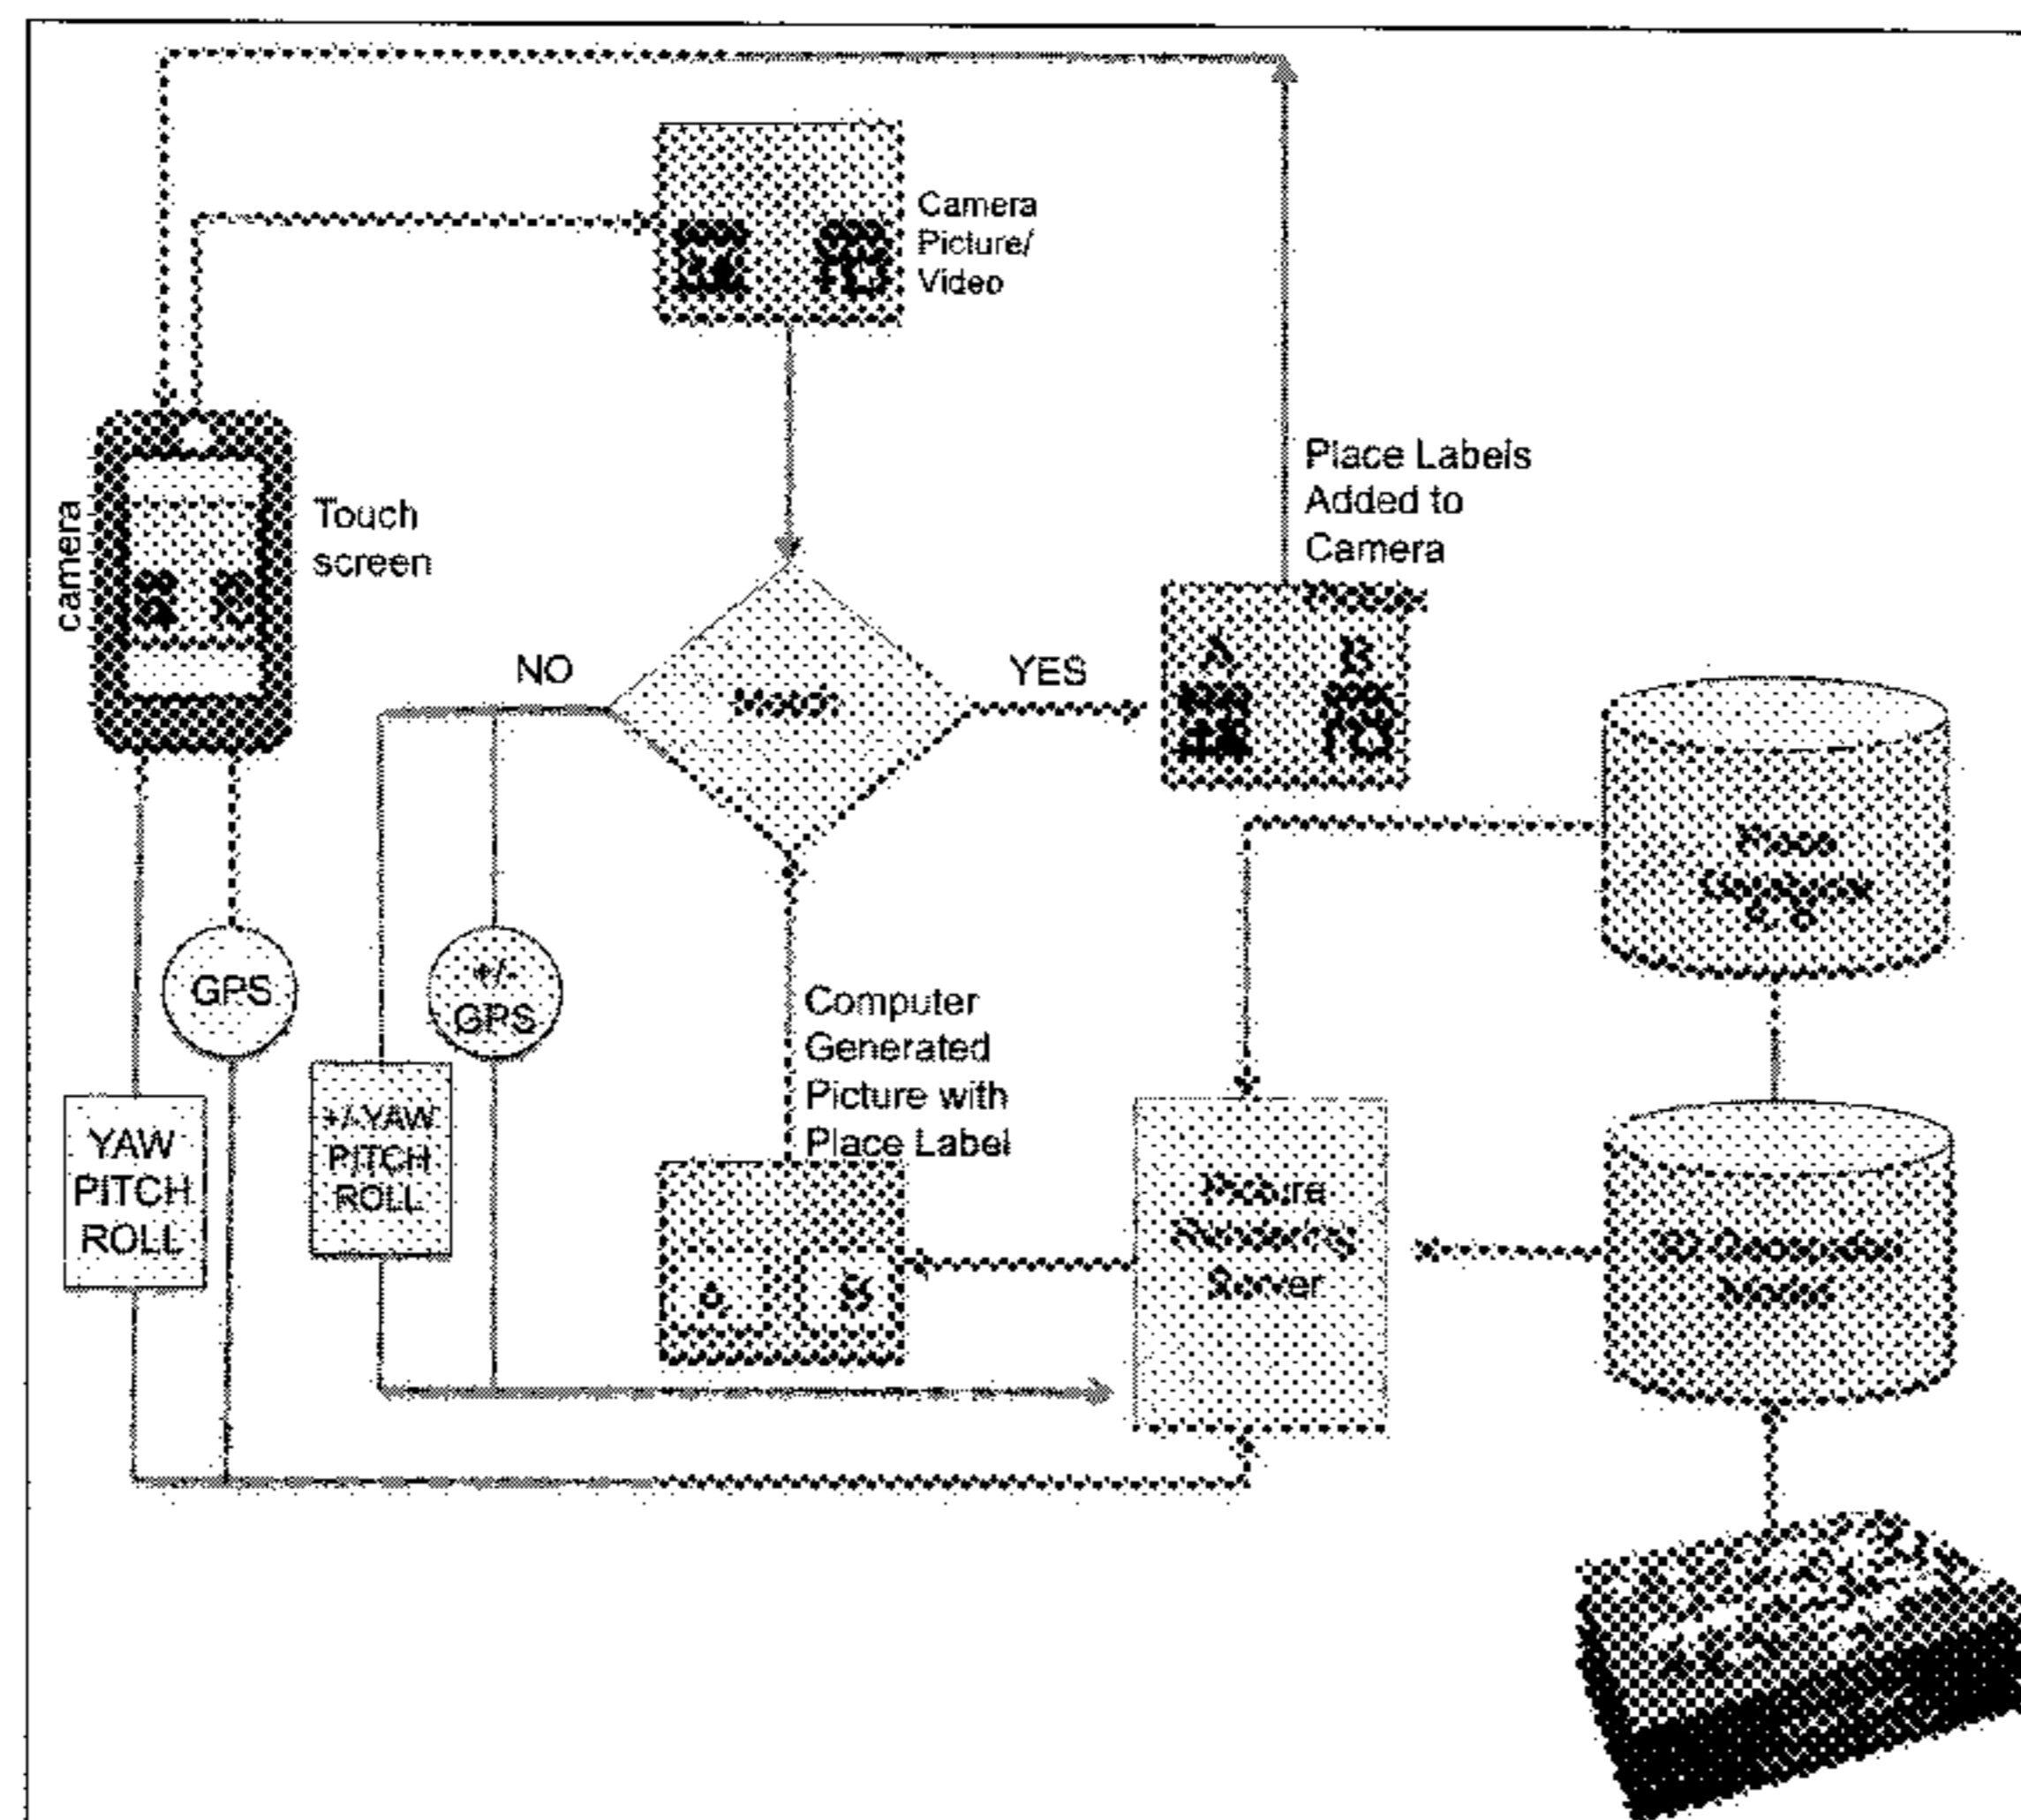 Camera
Picture/
Video
camera
Touch
screen
Place Labels
Added to
Camera
NO
YES
A B
GPS
+/-
GPS
YAW
PITCH
ROLL
+/-YAW
PITCH
ROLL
Computer
Generated
Picture with
Place Label
Picture
Server